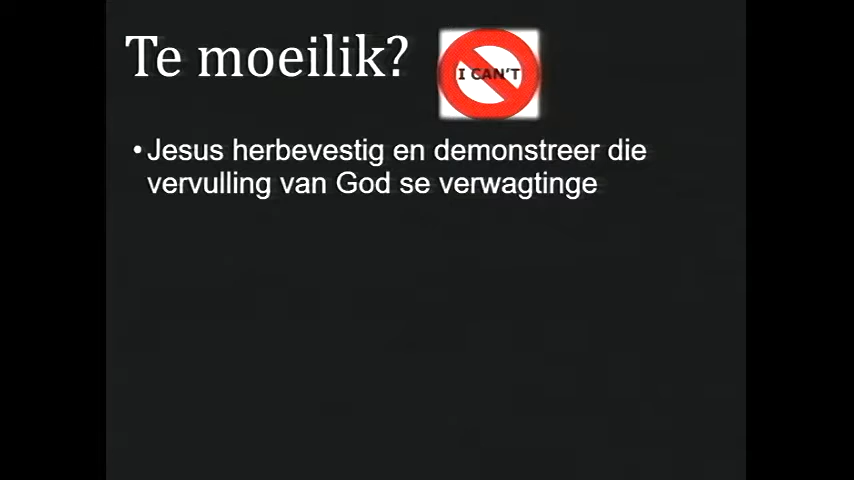 Te moeilik?
I CAN'T
• Jesus herbevestig en demonstreer die
vervulling van God se verwagtinge